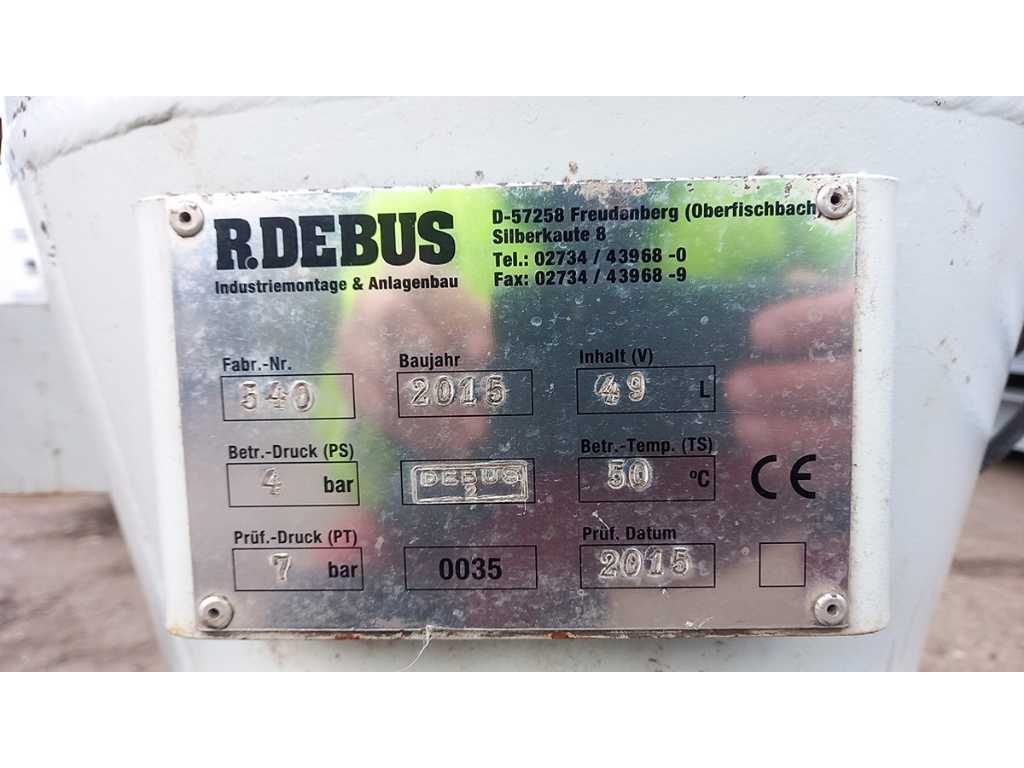 R.DEBUS
Industriemontage & Anlagenbau
D-57258 Freudenberg (Oberfischbach)
Silberkaute 8
Tel.: 02734 / 43968 -0
Fax: 02734 / 43968 -9
Fabr.-Nr.
540
Baujahr
2015
Inhalt (V)
49 L
Betr.-Druck (PS)
4 bar
DEBUS
2
Betr.-Temp. (TS)
50 ºC
CE
Prüf.-Druck (PT)
7 bar
0035
Prüf. Datum
2015